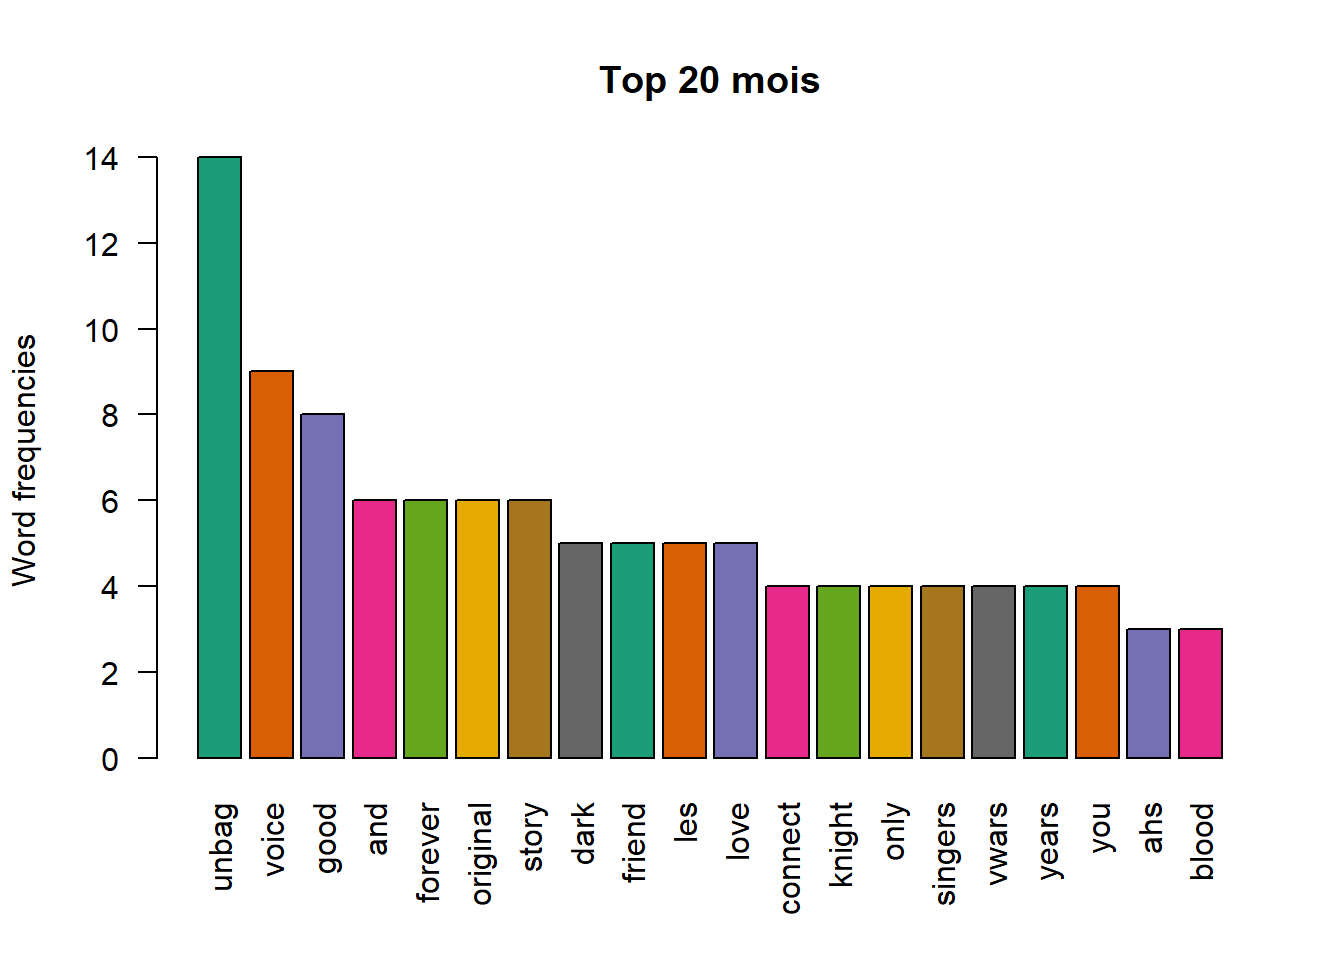 Top 20 mois
Word frequencies
14
12
10
8
6
4
2
0
unbag
voice
good
and
forever
original
story
dark
friend
les
love
connect
knight
only
singers
vwars
years
you
ahs
blood